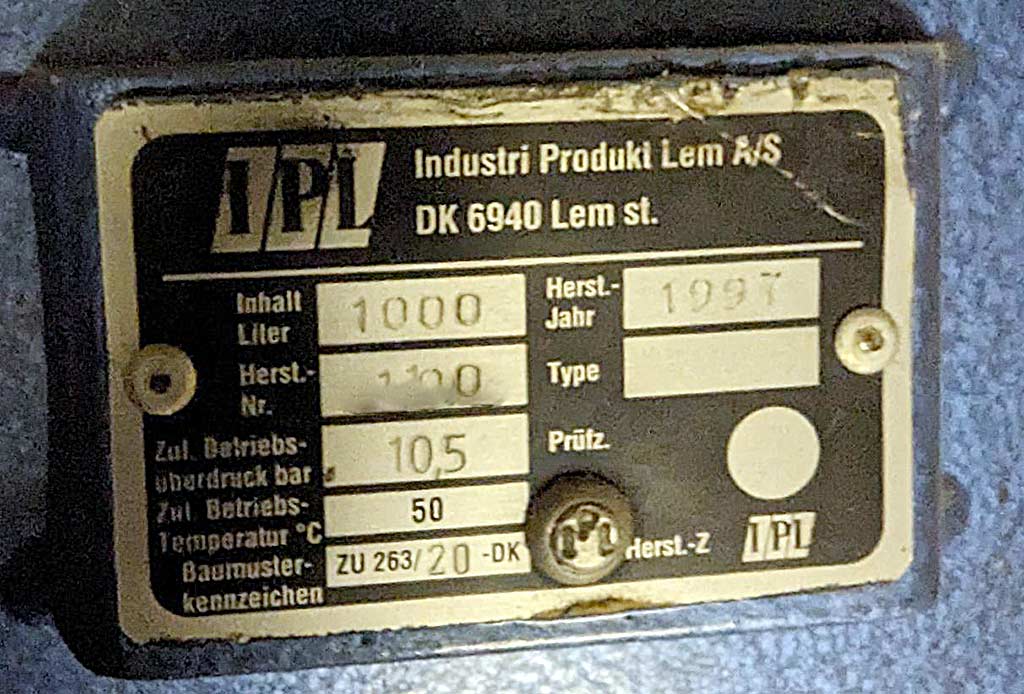 IPL
Industri Produkt Lem A/S
DK 6940 Lem st.
Inhalt
Liter
1000
Herst.-
Jahr
1997
Herst.-
Nr.
Type
Zul. Betriebs-
überdruck bar
10,5
Prüfz.
Zul. Betriebs-
Temperatur °C
50
Baumuster-
kennzeichen
ZU 263/20-DK
Herst.-Z
IPL